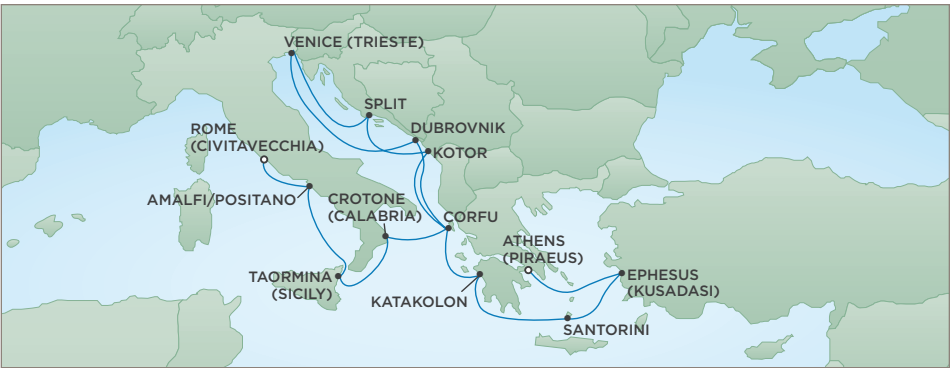 VENICE (TRIESTE)
SPLIT
DUBROVNIK
ROME
(CIVITAVECCHIA)
KOTOR
AMALFI/POSITANO
CROTONE
(CALABRIA)
CORFU
ATHENS
(PIRAEUS)
TAORMINA
(SICILY)
KATAKOLON
EPHESUS
(KUSADASI)
SANTORINI